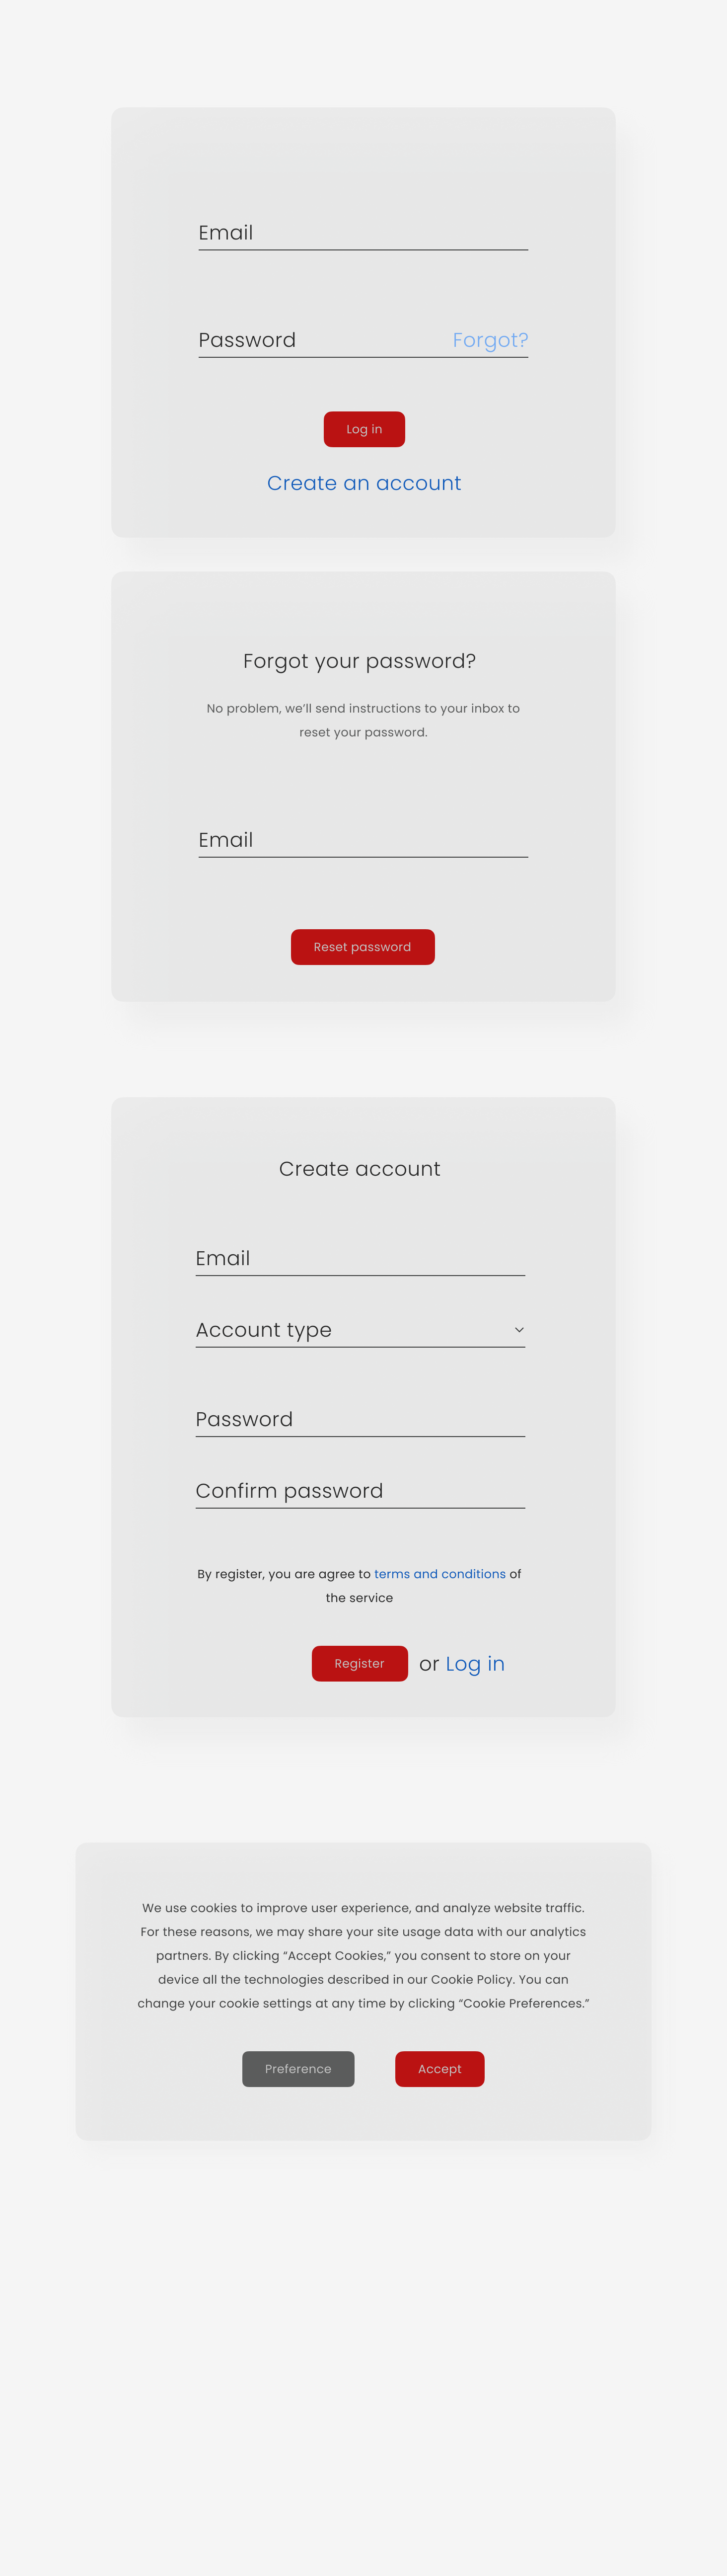 Email
Password Forgot?
Log in
Create an account
Forgot your password?
No problem, we’ll send instructions to your inbox to
reset your password.
Email
Reset password
Create account
Email
Account type
Password
Confirm password
By register, you are agree to terms and conditions of
the service
Register or Log in
We use cookies to improve user experience, and analyze website traffic.
For these reasons, we may share your site usage data with our analytics
partners. By clicking “Accept Cookies,” you consent to store on your
device all the technologies described in our Cookie Policy. You can
change your cookie settings at any time by clicking “Cookie Preferences.”
Preference Accept